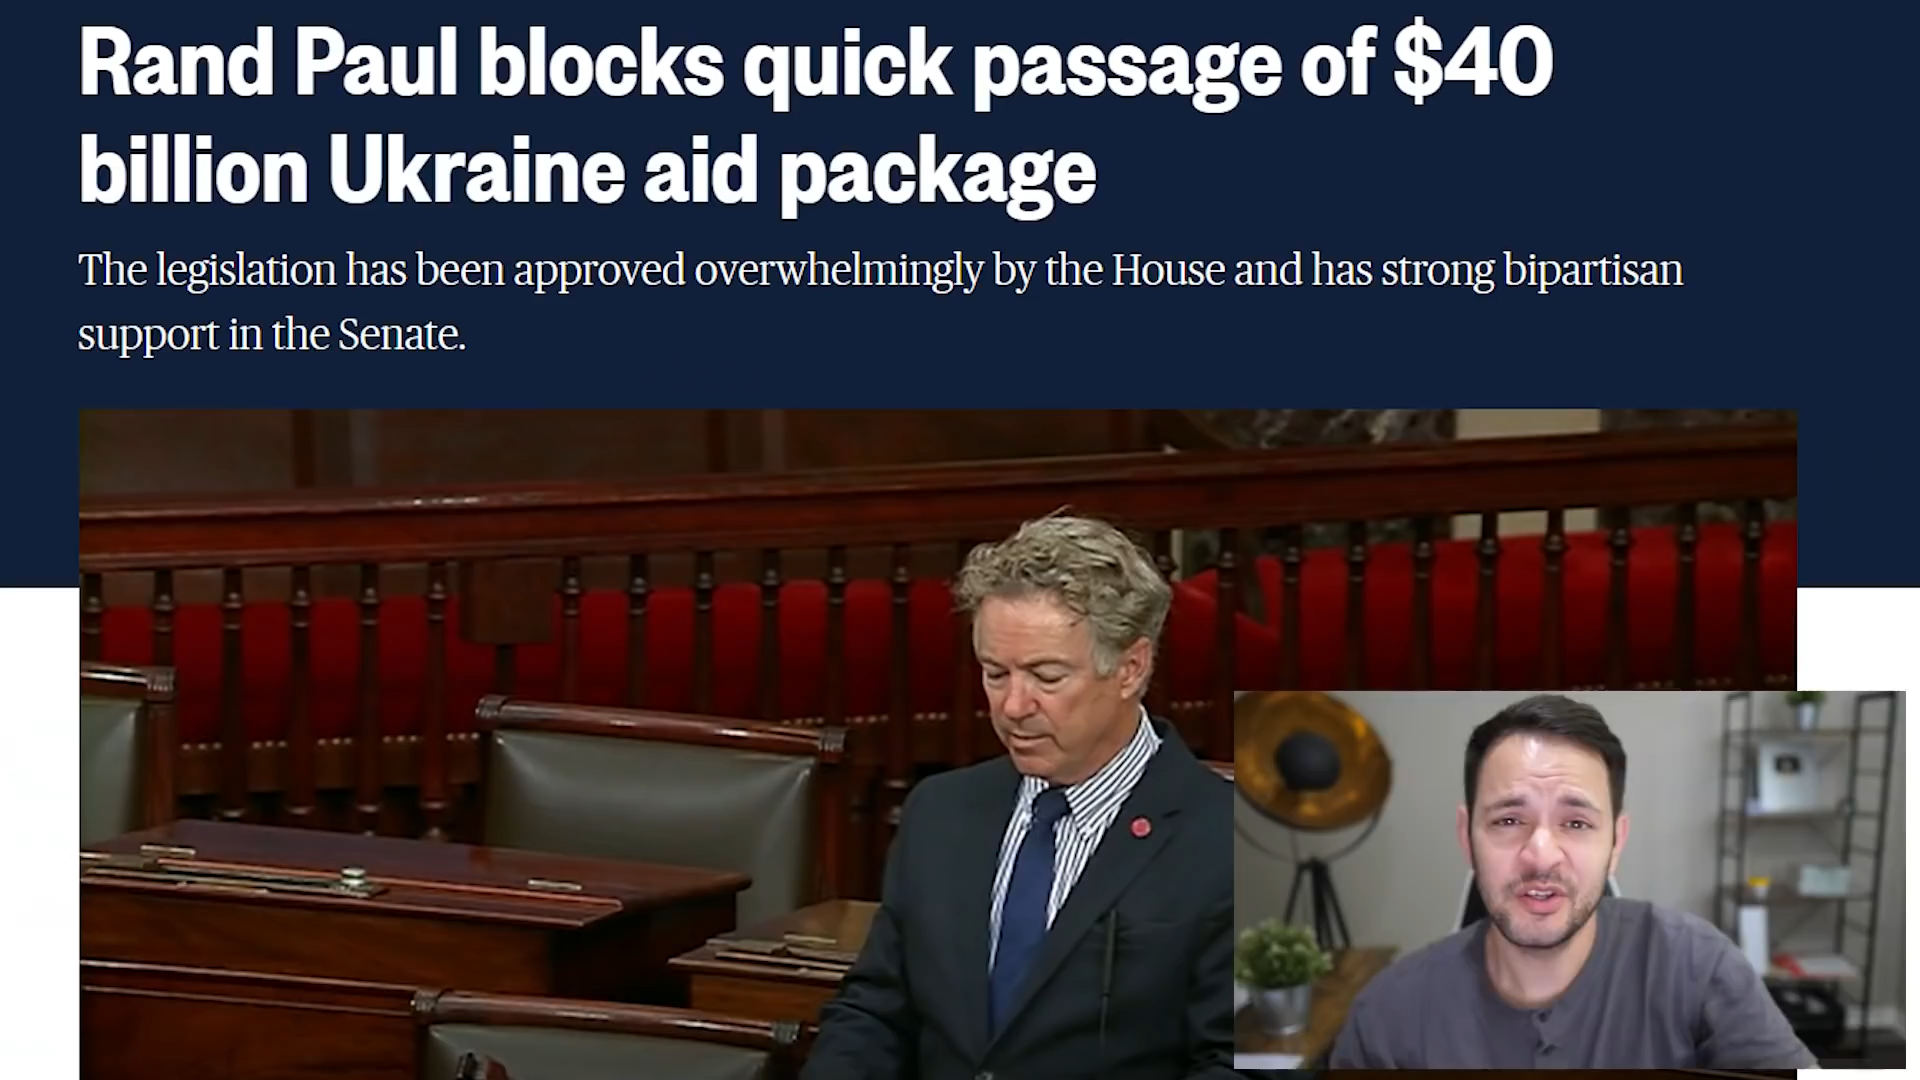 Rand Paul blocks quick passage of $40
billion Ukraine aid package
The legislation has been approved overwhelmingly by the House and has strong bipartisan
support in the Senate.